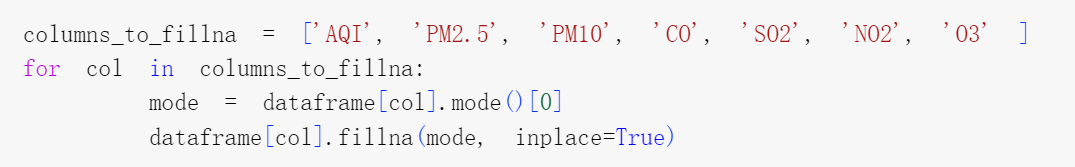 columns_to_fillna = ['AQI', 'PM2.5', 'PM10', 'CO', 'SO2', 'NO2', 'O3' ]
for col in columns_to_fillna:
        mode = dataframe[col].mode()[0]
        dataframe[col].fillna(mode, inplace=True)